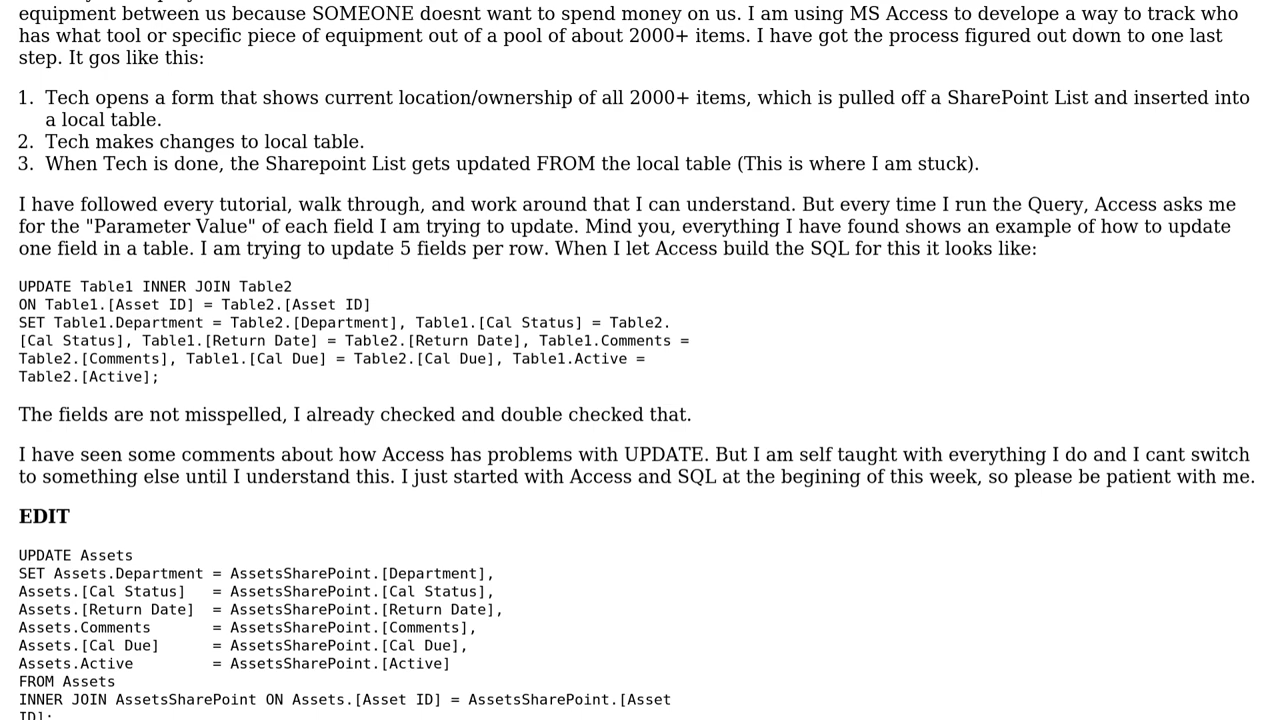 equipment between us because SOMEONE doesnt want to spend money on us. I am using MS Access to develope a way to track who
has what tool or specific piece of equipment out of a pool of about 2000+ items. I have got the process figured out down to one last
step. It gos like this:
1. Tech opens a form that shows current location/ownership of all 2000+ items, which is pulled off a SharePoint List and inserted into
a local table.
2. Tech makes changes to local table.
3. When Tech is done, the Sharepoint List gets updated FROM the local table (This is where I am stuck).
I have followed every tutorial, walk through, and work around that I can understand. But every time I run the Query, Access asks me
for the "Parameter Value" of each field I am trying to update. Mind you, everything I have found shows an example of how to update
one field in a table. I am trying to update 5 fields per row. When I let Access build the SQL for this it looks like:
UPDATE Table1 INNER JOIN Table2
ON Table1.[Asset ID] = Table2.[Asset ID]
SET Table1.Department = Table2.[Department], Table1.[Cal Status] = Table2.
[Cal Status], Table1.[Return Date] = Table2.[Return Date], Table1.Comments =
Table2.[Comments], Table1.[Cal Due] = Table2.[Cal Due], Table1.Active =
Table2.[Active];
The fields are not misspelled, I already checked and double checked that.
I have seen some comments about how Access has problems with UPDATE. But I am self taught with everything I do and I cant switch
to something else until I understand this. I just started with Access and SQL at the begining of this week, so please be patient with me.
EDIT
UPDATE Assets
SET Assets.Department = AssetsSharePoint.[Department],
Assets.[Cal Status]   = AssetsSharePoint.[Cal Status],
Assets.[Return Date]  = AssetsSharePoint.[Return Date],
Assets.Comments       = AssetsSharePoint.[Comments],
Assets.[Cal Due]      = AssetsSharePoint.[Cal Due],
Assets.Active         = AssetsSharePoint.[Active]
FROM Assets
INNER JOIN AssetsSharePoint ON Assets.[Asset ID] = AssetsSharePoint.[Asset
ID];